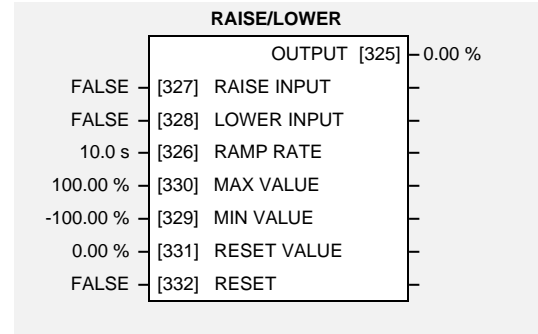 RAISE/LOWER
OUTPUT [325] 0.00 %
FALSE [327] RAISE INPUT
FALSE [328] LOWER INPUT
10.0 s [326] RAMP RATE
100.00 % [330] MAX VALUE
-100.00 % [329] MIN VALUE
0.00 % [331] RESET VALUE
FALSE [332] RESET